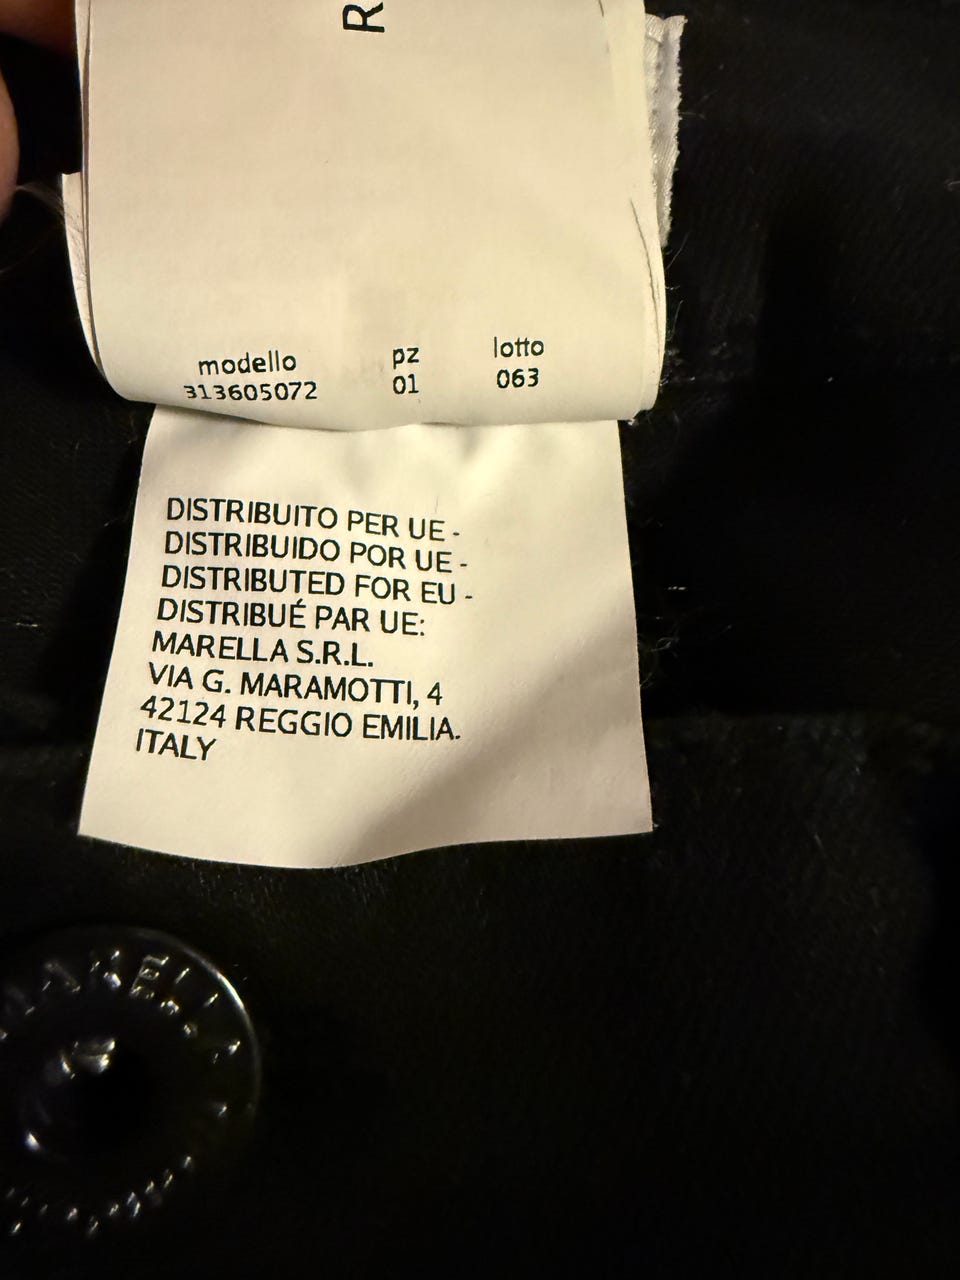 R
modello pz lotto
313605072 01 063
DISTRIBUITO PER UE -
DISTRIBUIDO POR UE -
DISTRIBUTED FOR EU -
DISTRIBUÉ PAR UE:
MARELLA S.R.L.
VIA G. MARAMOTTI, 4
42124 REGGIO EMILIA.
ITALY
MARELLA